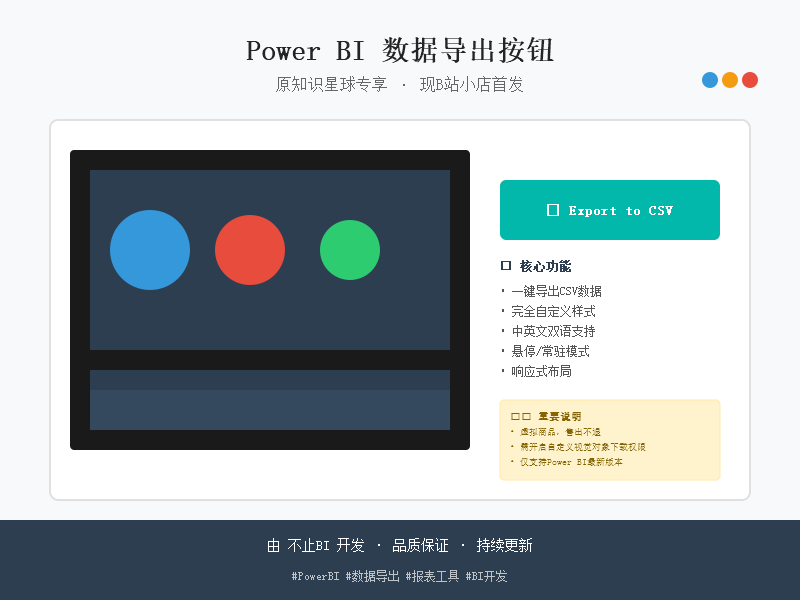 Power BI 数据导出按钮
原知识星球专享 · 现B站小店首发
□ Export to CSV
□ 核心功能
· 一键导出CSV数据
· 完全自定义样式
· 中英文双语支持
· 悬停/常驻模式
· 响应式布局
□□ 重要说明
· 虚拟商品，售出不退
· 需开启自定义视觉对象下载权限
· 仅支持Power BI最新版本
由 不止BI 开发 · 品质保证 · 持续更新
#PowerBI #数据导出 #报表工具 #BI开发